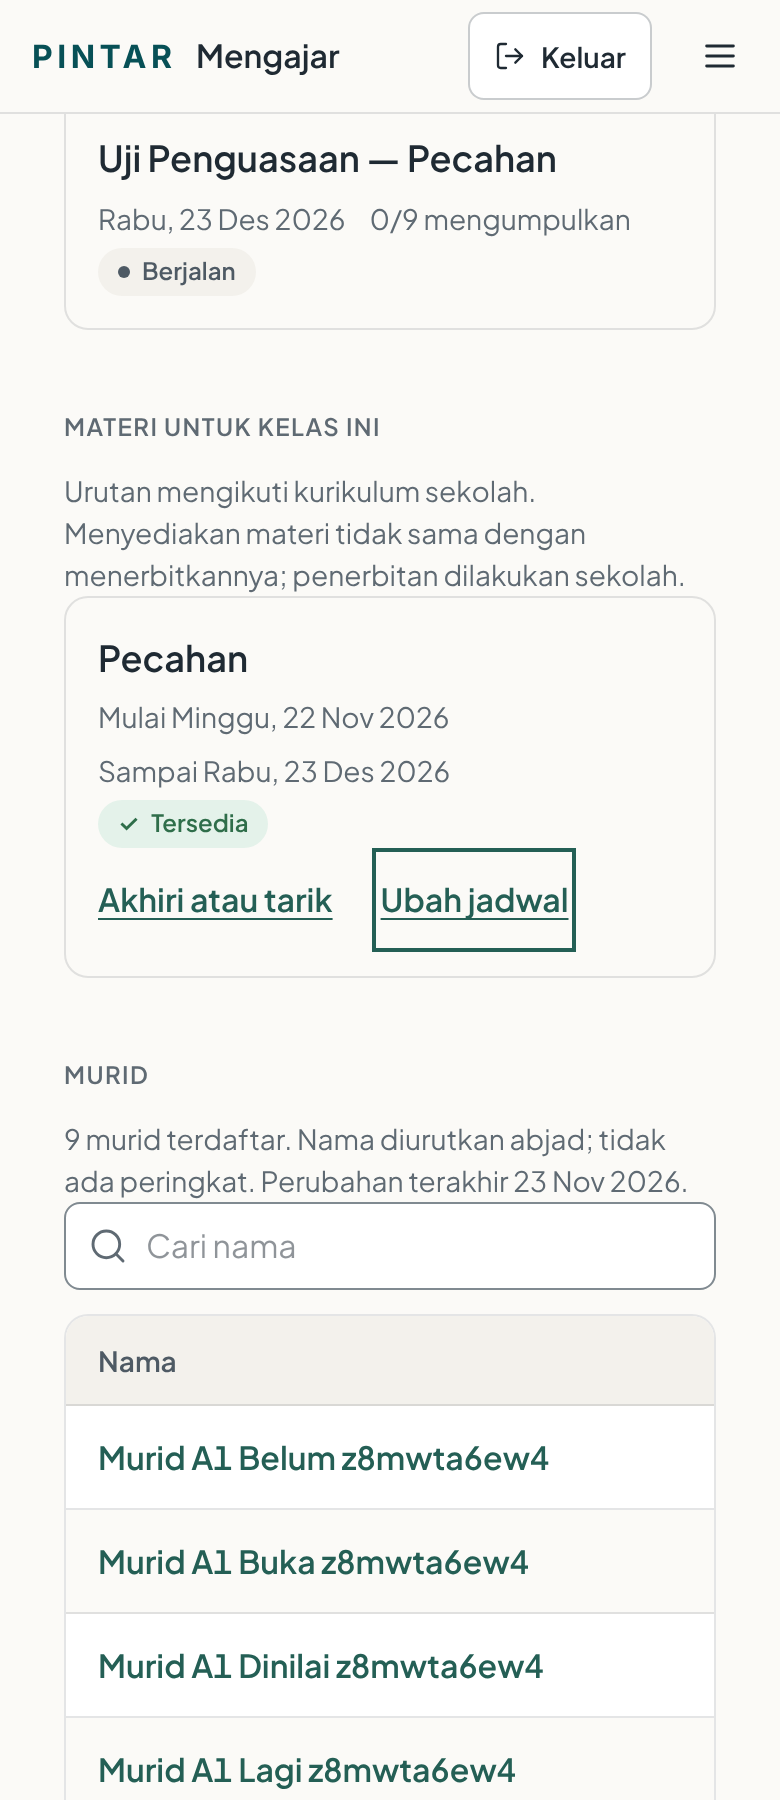 PINTAR Mengajar
Keluar
Uji Penguasaan — Pecahan
Rabu, 23 Des 2026 0/9 mengumpulkan
Berjalan
MATERI UNTUK KELAS INI
Urutan mengikuti kurikulum sekolah.
Menyediakan materi tidak sama dengan
menerbitkannya; penerbitan dilakukan sekolah.
Pecahan
Mulai Minggu, 22 Nov 2026
Sampai Rabu, 23 Des 2026
Tersedia
Akhiri atau tarik Ubah jadwal
MURID
9 murid terdaftar. Nama diurutkan abjad; tidak
ada peringkat. Perubahan terakhir 23 Nov 2026.
Cari nama
Nama
Murid A1 Belum z8mwta6ew4
Murid A1 Buka z8mwta6ew4
Murid A1 Dinilai z8mwta6ew4
Murid A1 Lagi z8mwta6ew4